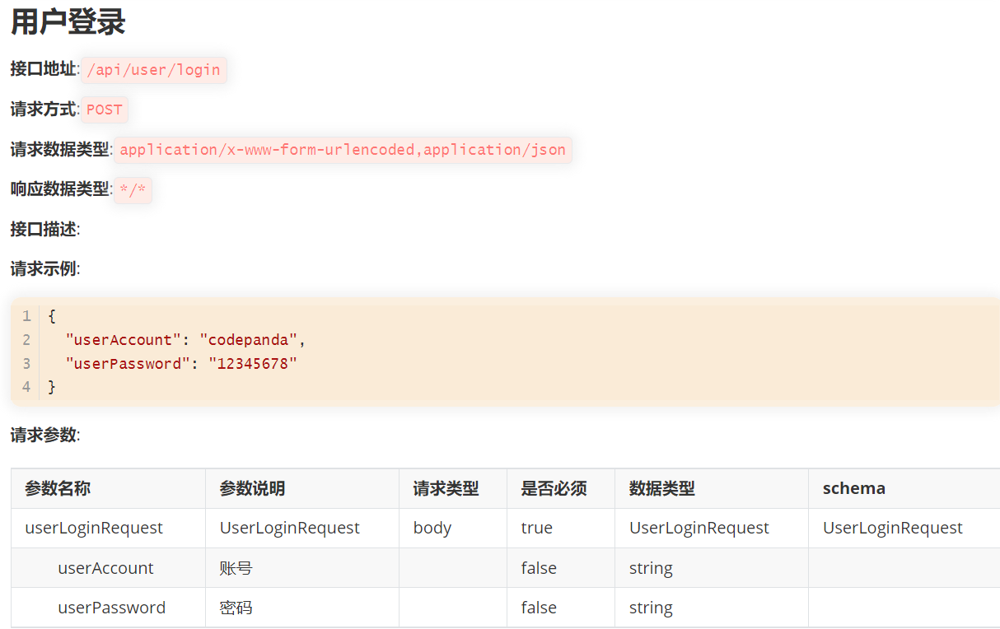 用户登录
接口地址:/api/user/login
请求方式:POST
请求数据类型:application/x-www-form-urlencoded,application/json
响应数据类型:*/*
接口描述:
请求示例:
1 {
2   "userAccount": "codepanda",
3   "userPassword": "12345678"
4 }
请求参数:
参数名称 参数说明 请求类型 是否必须 数据类型 schema
userLoginRequest UserLoginRequest body true UserLoginRequest UserLoginRequest
userAccount 账号 false string
userPassword 密码 false string